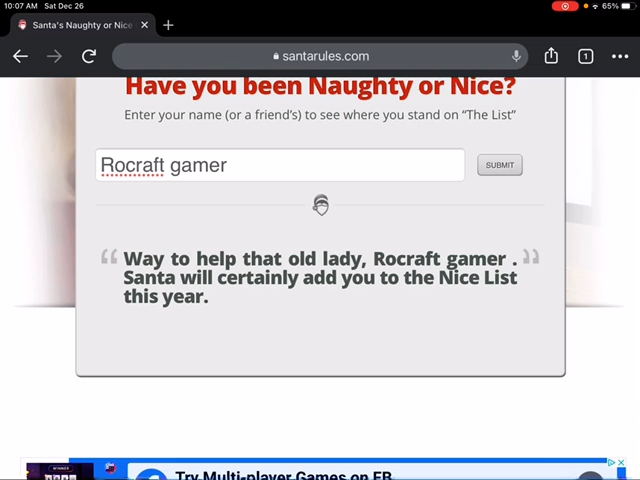 10:07 AM Sat Dec 26
65%
Santa's Naughty or Nice
santarules.com
1
Have you been Naughty or Nice?
Enter your name (or a friend's) to see where you stand on “The List”
Rocraft gamer
SUBMIT
“ Way to help that old lady, Rocraft gamer . ”
Santa will certainly add you to the Nice List
this year.
WINNER
Try Multi-player Games on FB